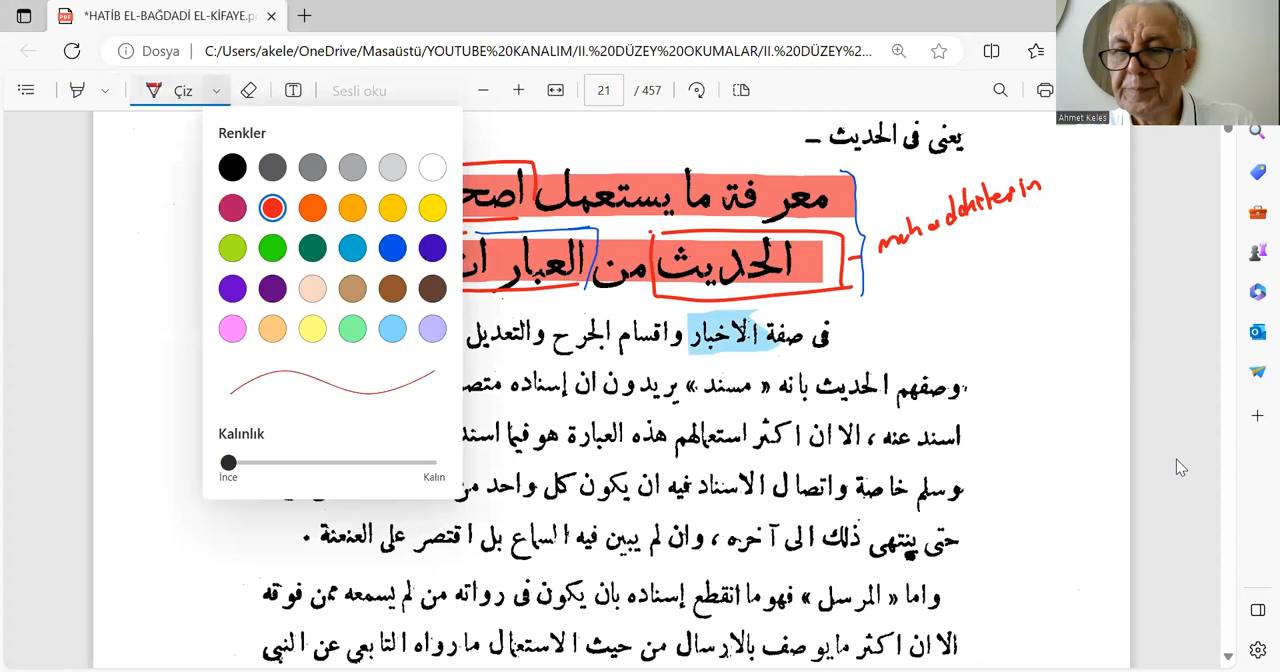 *HATİB EL-BAĞDADİ EL-KİFAYE.p
Dosya
C:/Users/akele/OneDrive/Masaüstü/YOUTUBE%20KANALIM/II.%20DÜZEY%20OKUMALAR/II.%20DÜZEY%2...
Çiz
Sesli oku
21 / 457
Ahmet Keleş
Renkler
Kalınlık
İnce
Kalın
يعنى فى الحديث –
معرفة ما يستعمل اصح
الحديث من العبارات
muhaddislerin
فى صفة الاخبار واقسام الجرح والتعديل
وصفهم الحديث بانه « مسند » يريدون ان إسناده متصـ
اسند عنه ، الا ان اكثر استعمالهم هذه العبارة هو فيما اسند
وسلم خاصة واتصال الاسناد فيه ان يكون كل واحد من
حتى ينتهى ذلك الى آخره ، وان لم يبين فيه السماع بل اقتصر على العنعنة .
واما « المرسل » فهو ما انقطع إسناده بان يكون فى رواته من لم يسمعه ممن فوقه
الا ان اكثر ما يوصف بالارسال من حيث الاستعمال ما رواه التابعى عن النبى